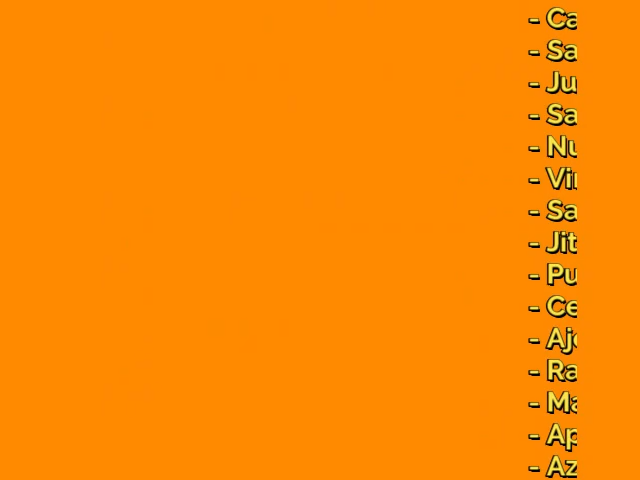 - Ca
- Sa
- Ju
- Sa
- Nu
- Vi
- Sa
- Jit
- Pu
- Ce
- Aj
- Ra
- Ma
- Ap
- Az